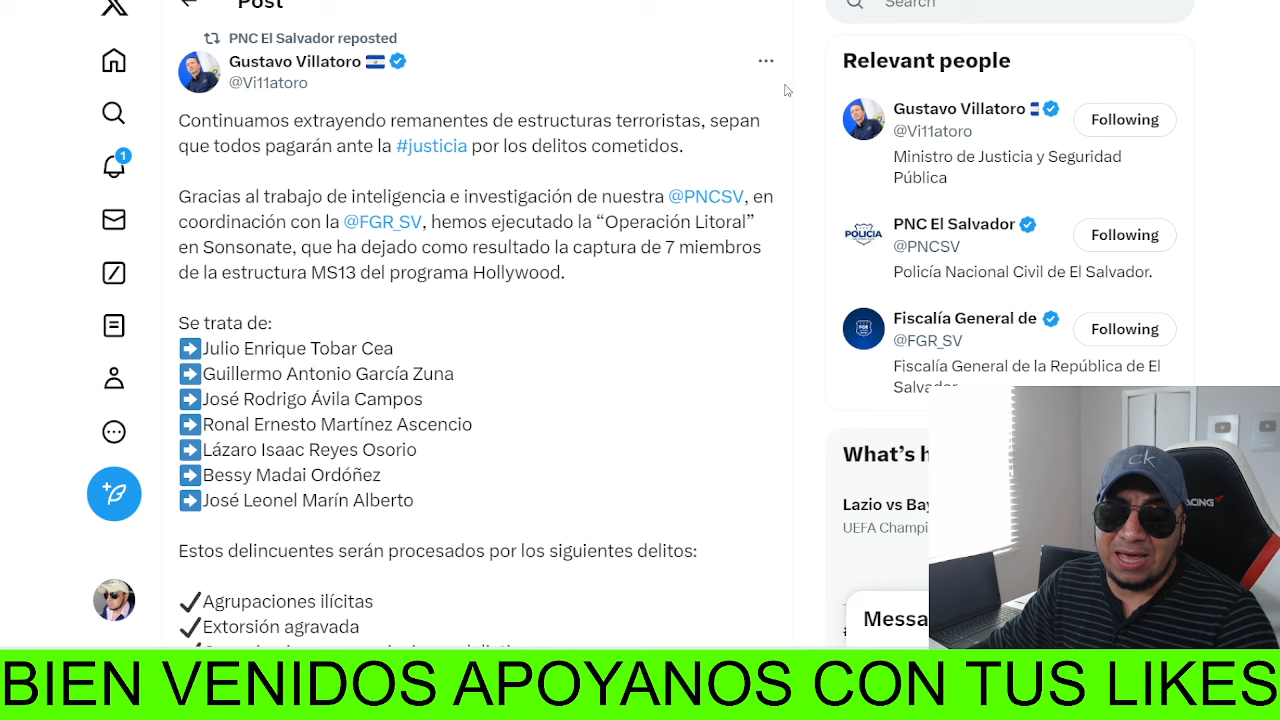 Post
Search
PNC El Salvador reposted
Gustavo Villatoro
@Vi11atoro
Continuamos extrayendo remanentes de estructuras terroristas, sepan
que todos pagarán ante la #justicia por los delitos cometidos.
Gracias al trabajo de inteligencia e investigación de nuestra @PNCSV, en
coordinación con la @FGR_SV, hemos ejecutado la “Operación Litoral”
en Sonsonate, que ha dejado como resultado la captura de 7 miembros
de la estructura MS13 del programa Hollywood.
Se trata de:
Julio Enrique Tobar Cea
Guillermo Antonio García Zuna
José Rodrigo Ávila Campos
Ronal Ernesto Martínez Ascencio
Lázaro Isaac Reyes Osorio
Bessy Madai Ordóñez
José Leonel Marín Alberto
Estos delincuentes serán procesados por los siguientes delitos:
Agrupaciones ilícitas
Extorsión agravada
1
Relevant people
Gustavo Villatoro
@Vi11atoro
Following
Ministro de Justicia y Seguridad
Pública
POLICIA
PNC El Salvador
@PNCSV
Following
Policía Nacional Civil de El Salvador.
FGR
Fiscalía General de
@FGR_SV
Following
Fiscalía General de la República de El
Salvador
What’s h
Lazio vs Bay
UEFA Champi
Messa
ck
ACING
BIEN VENIDOS APOYANOS CON TUS LIKES